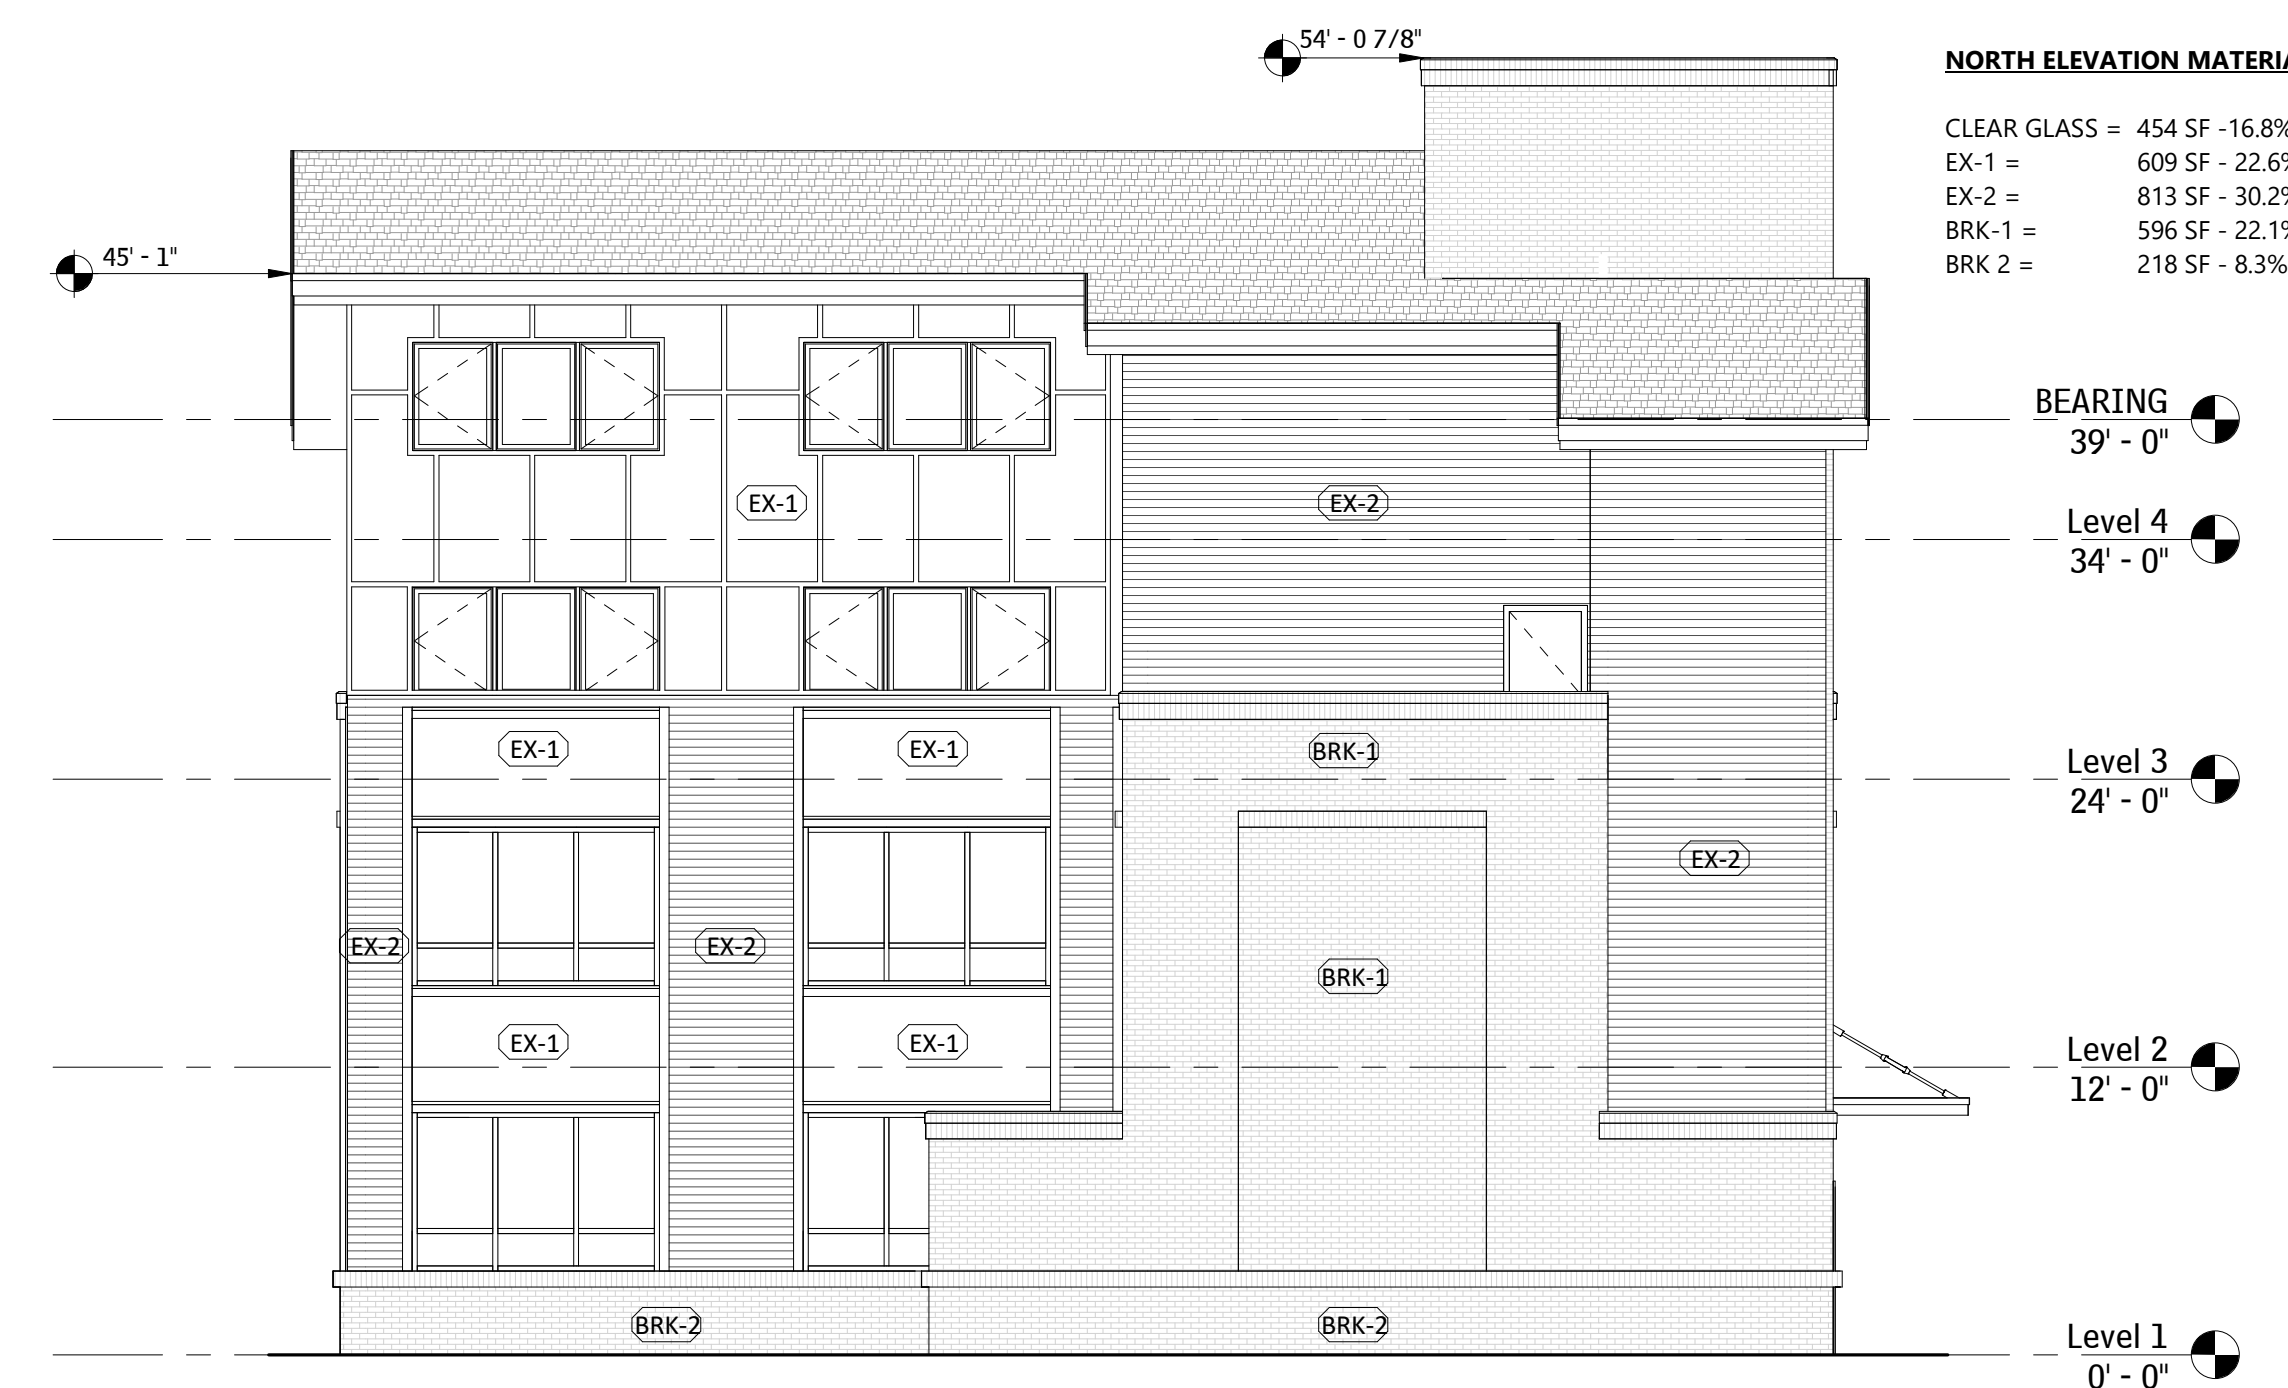 54' - 0 7/8"
NORTH ELEVATION MATERIA
CLEAR GLASS = 454 SF -16.8%
EX-1 = 609 SF - 22.6%
EX-2 = 813 SF - 30.2%
BRK-1 = 596 SF - 22.1%
BRK 2 = 218 SF - 8.3%
45' - 1"
BEARING
39' - 0"
EX-1
EX-2
Level 4
34' - 0"
EX-1
EX-1
BRK-1
Level 3
24' - 0"
EX-2
EX-2
EX-2
BRK-1
EX-1
EX-1
Level 2
12' - 0"
BRK-2
BRK-2
Level 1
0' - 0"